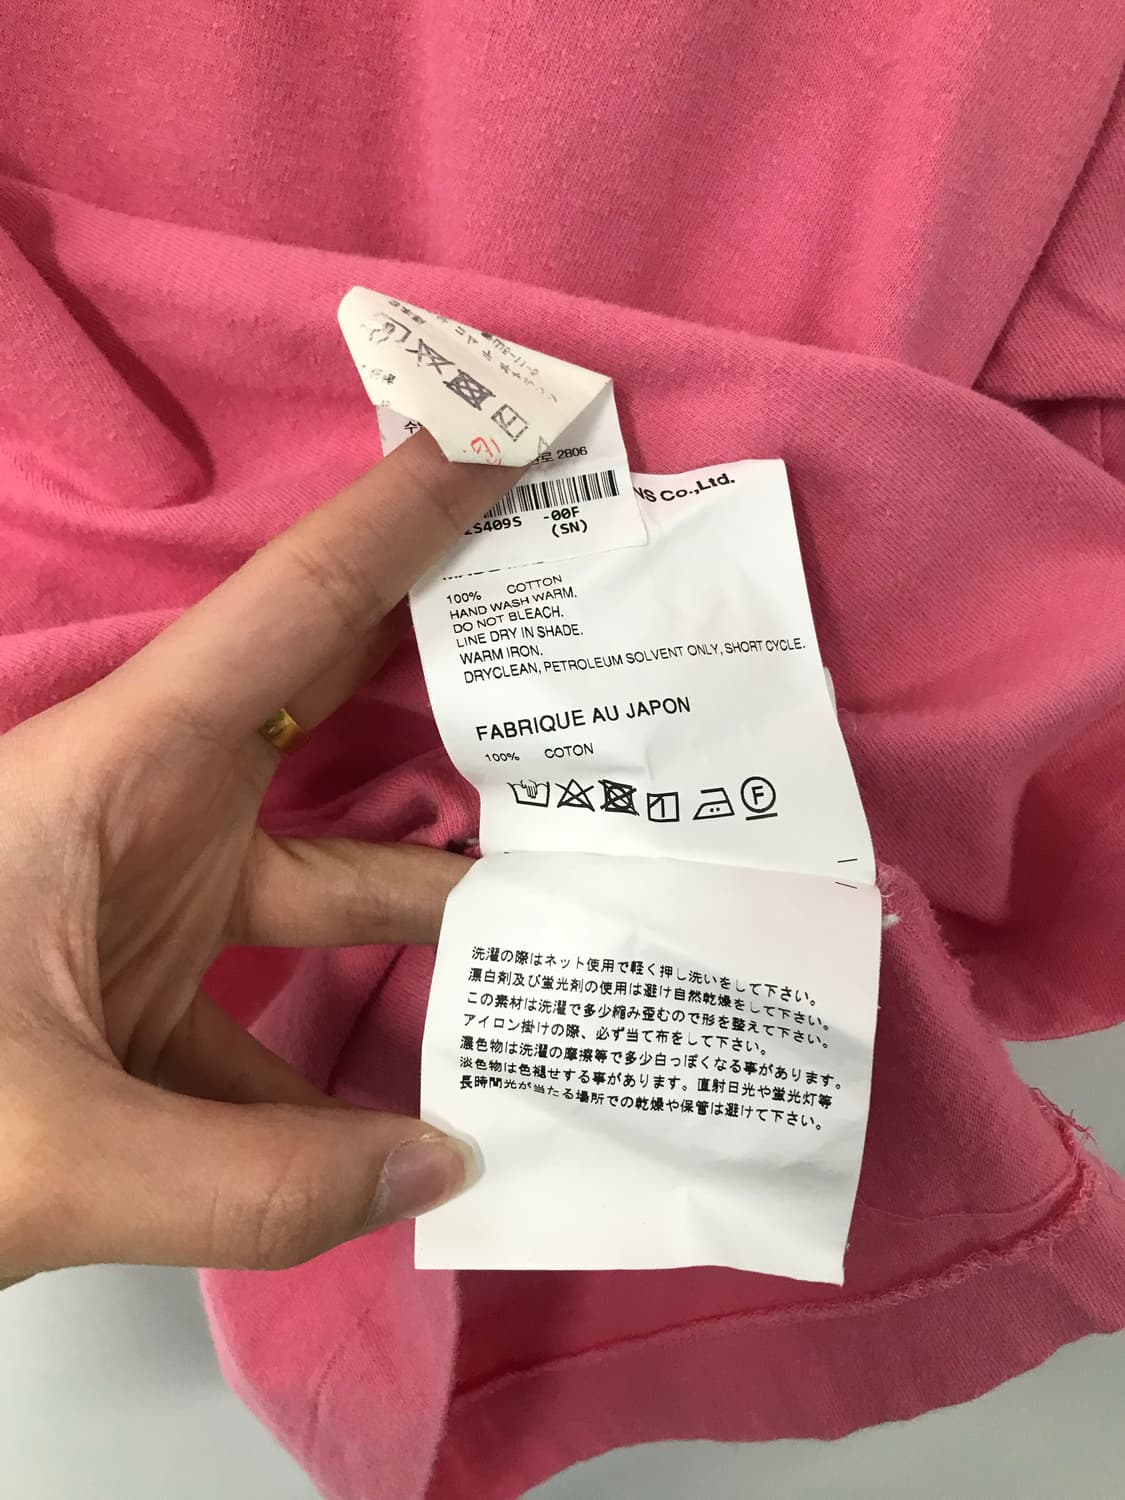 2806
NS Co.,Ltd.
2S409S -00F
(SN)
100% COTTON
HAND WASH WARM.
DO NOT BLEACH.
LINE DRY IN SHADE.
WARM IRON.
DRYCLEAN, PETROLEUM SOLVENT ONLY, SHORT CYCLE.
FABRIQUE AU JAPON
100% COTON
F
洗濯の際はネット使用で軽く押し洗いをして下さい。
漂白剤及び蛍光剤の使用は避け自然乾燥をして下さい。
この素材は洗濯で多少縮み歪むので形を整えて下さい。
アイロン掛けの際、必ず当て布をして下さい。
濃色物は洗濯の摩擦等で多少白っぽくなる事があります。
淡色物は色褪せする事があります。直射日光や蛍光灯等
長時間光が当たる場所での乾燥や保管は避けて下さい。